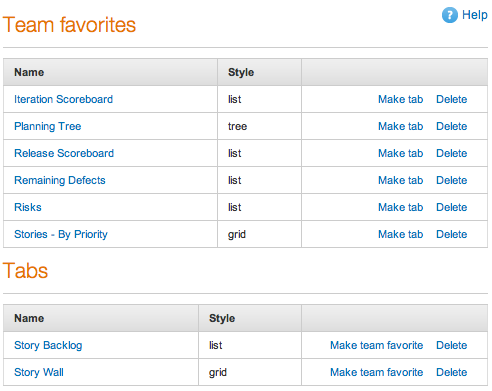 ? Help
Team favorites
Name Style
Iteration Scoreboard list Make tab Delete
Planning Tree tree Make tab Delete
Release Scoreboard list Make tab Delete
Remaining Defects list Make tab Delete
Risks list Make tab Delete
Stories - By Priority grid Make tab Delete
Tabs
Name Style
Story Backlog list Make team favorite Delete
Story Wall grid Make team favorite Delete